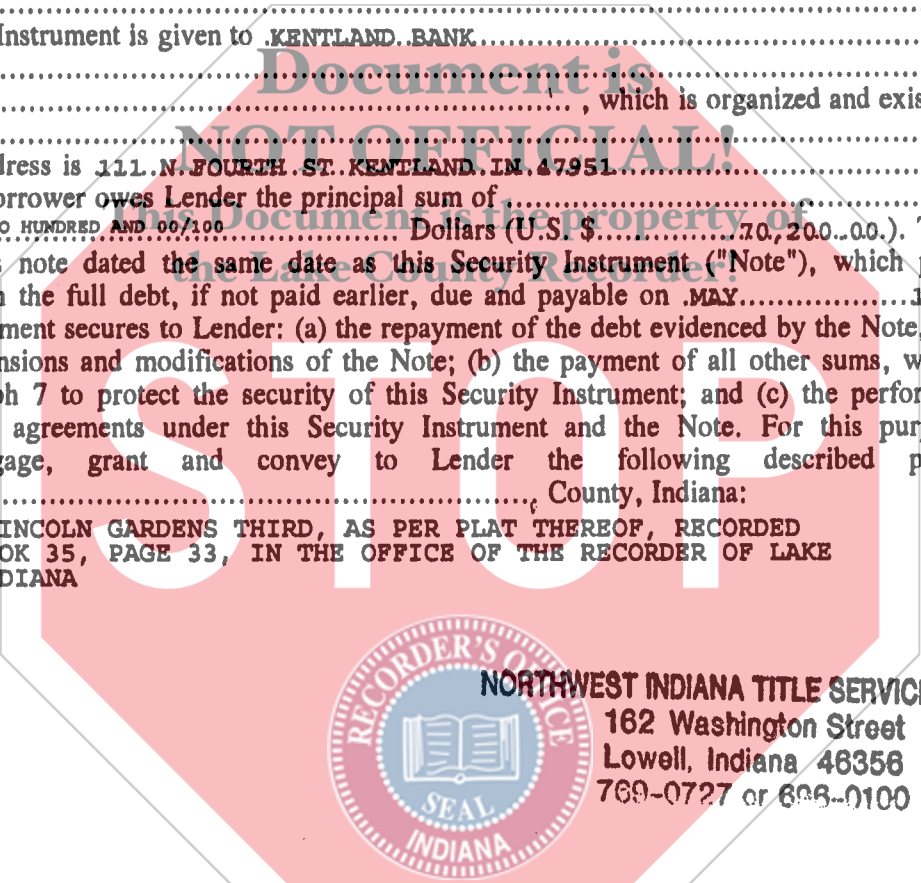 Instrument is given to KENTLAND BANK
Document is
, which is organized and exis
NOT OFFICIAL!
dress is 111 N FOURTH ST KENTLAND IN 47951
orrower owes Lender the principal sum of
This Document is the property of
O HUNDRED AND 00/100 Dollars (U.S. $ 70,200.00.).
the Lake County Recorder!
note dated the same date as this Security Instrument ("Note"), which
the full debt, if not paid earlier, due and payable on MAY 1
ment secures to Lender: (a) the repayment of the debt evidenced by the Note
nsions and modifications of the Note; (b) the payment of all other sums, w
ph 7 to protect the security of this Security Instrument; and (c) the perfor
agreements under this Security Instrument and the Note. For this pur
gage, grant and convey to Lender the following described p
, County, Indiana:
INCOLN GARDENS THIRD, AS PER PLAT THEREOF, RECORDED
OK 35, PAGE 33, IN THE OFFICE OF THE RECORDER OF LAKE
DIANA
STOP
RECORDER'S OFFICE
SEAL
INDIANA
NORTHWEST INDIANA TITLE SERVIC
162 Washington Street
Lowell, Indiana 46356
769-0727 or 696-0100